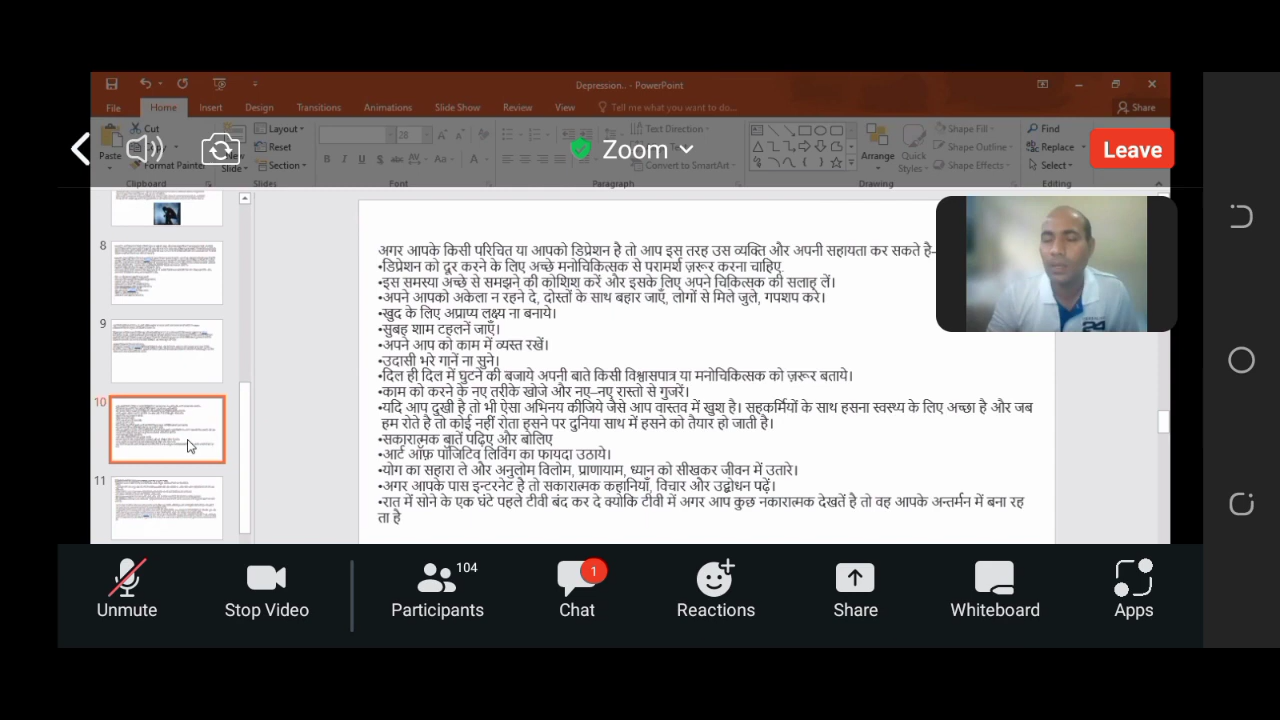 Depression.. - PowerPoint
File Home Insert Design Transitions Animations Slide Show Review View Tell me what you want to do... Share
Cut
Paste
Format Painter
Clipboard
Layout
Reset
Section
Slide
Slides
28
Font
Text Direction
Convert to SmartArt
Paragraph
Arrange
Quick Styles
Shape Fill
Shape Outline
Shape Effects
Drawing
Find
Replace
Select
Editing
Zoom
Leave
8
9
10
11
अगर आपके किसी परिचित या आपको डिप्रेशन है तो आप इस तरह उस व्यक्ति और अपनी सहायता कर सकते है–
•डिप्रेशन को दूर करने के लिए अच्छे मनोचिकित्सक से परामर्श ज़रूर करना चाहिए
•इस समस्या अच्छे से समझने की कोशिश करें और इसके लिए अपने चिकित्सक की सलाह लें।
•अपने आपको अकेला न रहने दे, दोस्तों के साथ बहार जाएँ, लोगों से मिले जुले, गपशप करे।
•खुद के लिए अप्राप्य लक्ष्य ना बनाये।
•सुबह शाम टहलनें जाएँ।
•अपने आप को काम में व्यस्त रखें।
•उदासी भरे गानें ना सुने।
•दिल ही दिल में घुटने की बजाये अपनी बाते किसी विश्वासपात्र या मनोचिकित्सक को ज़रूर बताये।
•काम को करने के नए तरीके खोजे और नए–नए रास्तो से गुजरें।
•यदि आप दुखी है तो भी ऐसा अभिनय कीजिये जैसे आप वास्तव में खुश है। सहकर्मियों के साथ हसना स्वस्थ्य के लिए अच्छा है और जब
हम रोते है तो कोई नहीं रोता हसने पर दुनिया साथ में हसने को तैयार हो जाती है।
•सकारात्मक बातें पढ़िए और बोलिए
•आर्ट ऑफ़ पॉजिटिव लिविंग का फायदा उठाये।
•योग का सहारा ले और अनुलोम विलोम, प्राणायाम, ध्यान को सीखकर जीवन में उतारे।
•अगर आपके पास इन्टरनेट है तो सकारात्मक कहानियाँ, विचार और उद्बोधन पढ़ें।
•रात में सोने के एक घंटे पहले टीवी बंद कर दे क्योकि टीवी में अगर आप कुछ नकारात्मक देखतें है तो वह आपके अन्तर्मन में बना रह
ता है
24
Unmute
Stop Video
Participants 104
Chat 1
Reactions
Share
Whiteboard
Apps